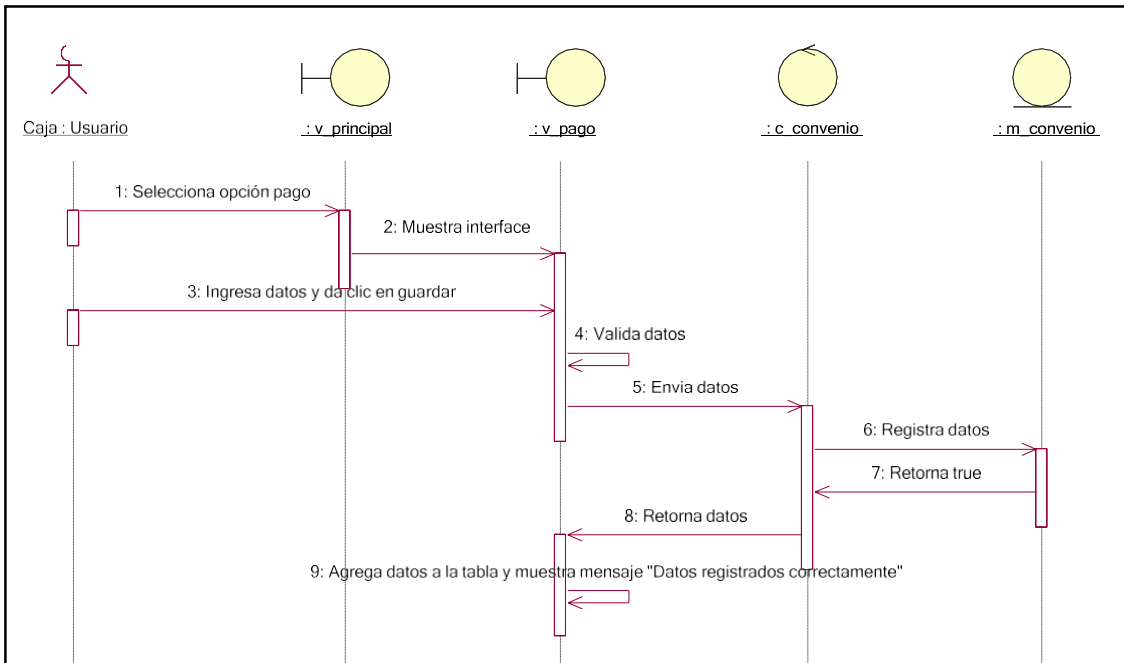 Caja : Usuario
: v_principal
: v_pago
: c_convenio
: m_convenio
1: Selecciona opción pago
2: Muestra interface
3: Ingresa datos y da clic en guardar
4: Valida datos
5: Envia datos
6: Registra datos
7: Retorna true
8: Retorna datos
9: Agrega datos a la tabla y muestra mensaje "Datos registrados correctamente"